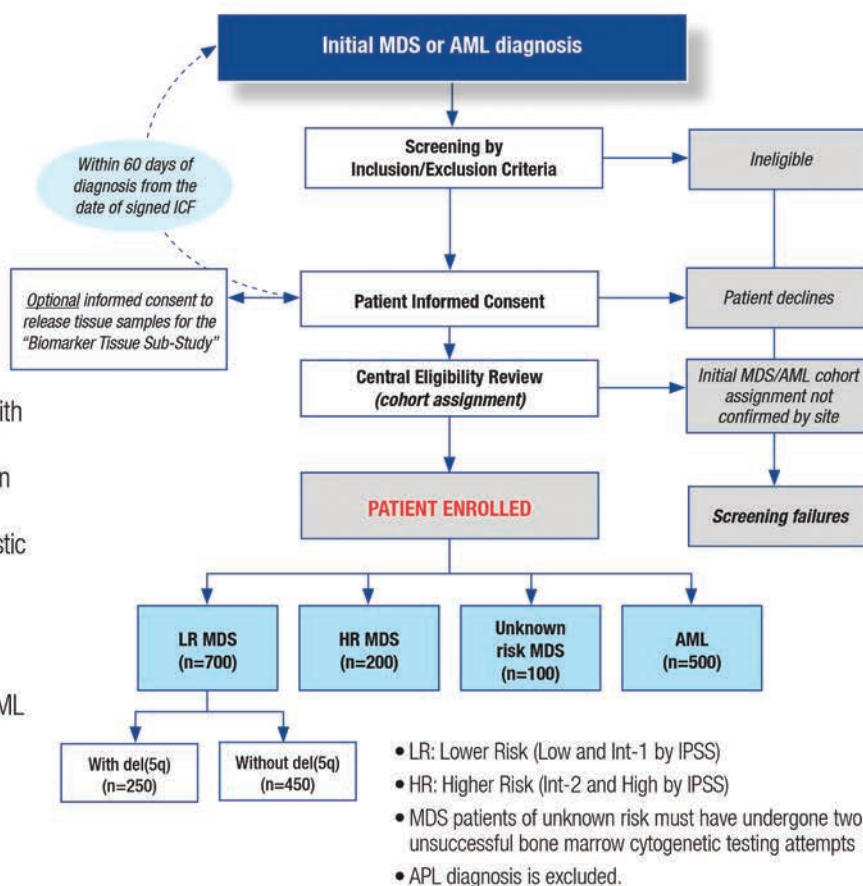 Initial MDS or AML diagnosis
Within 60 days of
diagnosis from the
date of signed ICF
Screening by
Inclusion/Exclusion Criteria
Ineligible
Optional informed consent to
release tissue samples for the
“Biomarker Tissue Sub-Study”
Patient Informed Consent
Patient declines
Central Eligibility Review
(cohort assignment)
Initial MDS/AML cohort
assignment not
confirmed by site
PATIENT ENROLLED
Screening failures
LR MDS
(n=700)
HR MDS
(n=200)
Unknown
risk MDS
(n=100)
AML
(n=500)
With del(5q)
(n=250)
Without del(5q)
(n=450)
• LR: Lower Risk (Low and Int-1 by IPSS)
• HR: Higher Risk (Int-2 and High by IPSS)
• MDS patients of unknown risk must have undergone two
unsuccessful bone marrow cytogenetic testing attempts
• APL diagnosis is excluded.